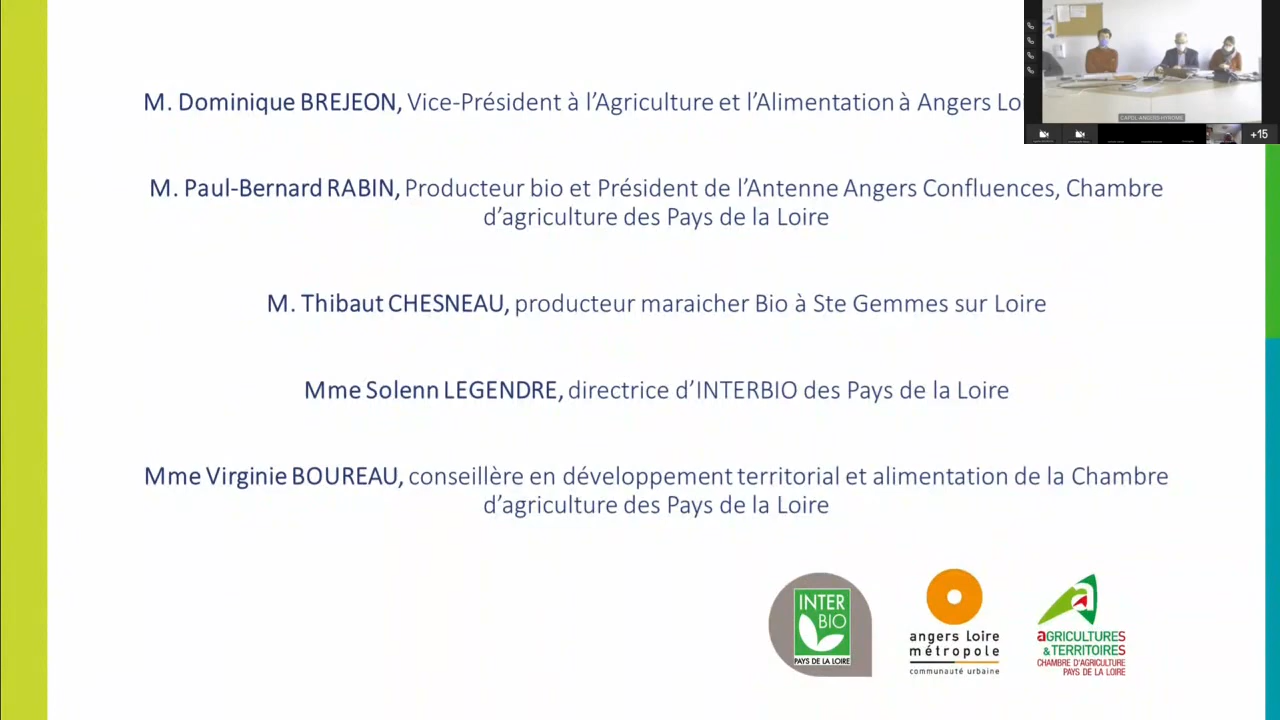 M. Dominique BREJEON, Vice-Président à l'Agriculture et l'Alimentation à Angers
CAPDL-ANGERS-HYROME
+15
M. Paul-Bernard RABIN, Producteur bio et Président de l'Antenne Angers Confluences, Chambre
d'agriculture des Pays de la Loire
M. Thibaut CHESNEAU, producteur maraicher Bio à Ste Gemmes sur Loire
Mme Solenn LEGENDRE, directrice d'INTERBIO des Pays de la Loire
Mme Virginie BOUREAU, conseillère en développement territorial et alimentation de la Chambre
d'agriculture des Pays de la Loire
INTER
BIO
PAYS DE LA LOIRE
angers Loire
métropole
communauté urbaine
aGRICULTURES
& TERRITOIRES
CHAMBRE D'AGRICULTURE
PAYS DE LA LOIRE